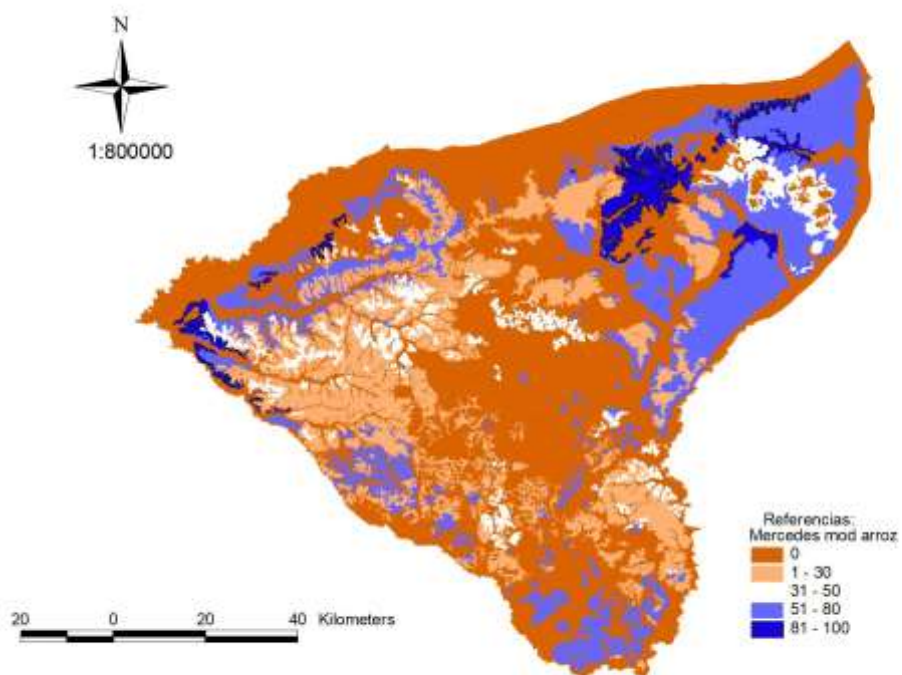 N
1:800000
Referencias:
Mercedes mod arroz
0
1 - 30
31 - 50
51 - 80
81 - 100
20 0 20 40 Kilometers